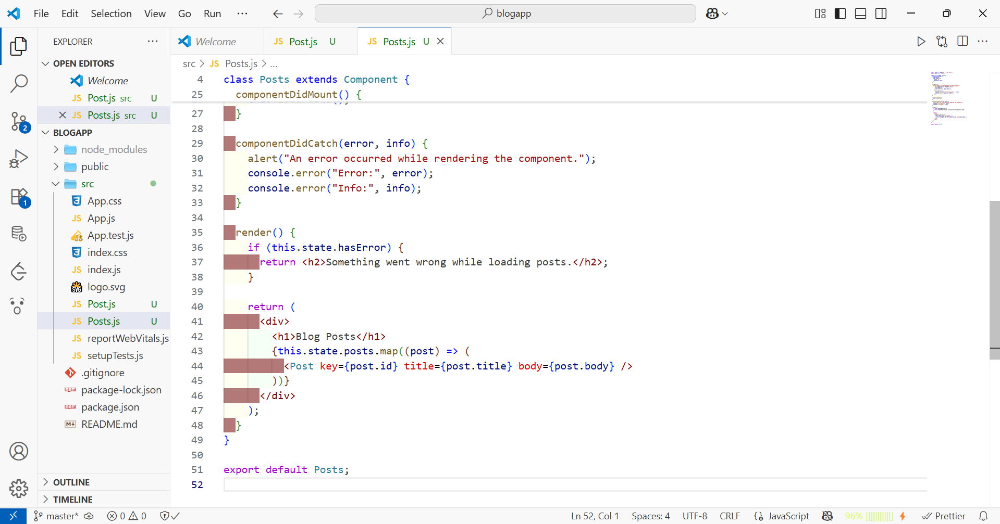 File Edit Selection View Go Run ··· blogapp
EXPLORER ···
OPEN EDITORS
Welcome
JS Post.js src U
JS Posts.js src U
BLOGAPP
node_modules
public
src
App.css
JS App.js
App.test.js
index.css
JS index.js
logo.svg
JS Post.js U
JS Posts.js U
JS reportWebVitals.js
JS setupTests.js
.gitignore
package-lock.json
package.json
README.md
OUTLINE
TIMELINE
2
1
Welcome JS Post.js U JS Posts.js U
src > JS Posts.js > ...
4 class Posts extends Component {
25 componentDidMount() {
27 }
28
29 componentDidCatch(error, info) {
30 alert("An error occurred while rendering the component.");
31 console.error("Error:", error);
32 console.error("Info:", info);
33 }
34
35 render() {
36 if (this.state.hasError) {
37 return <h2>Something went wrong while loading posts.</h2>;
38 }
39
40 return (
41 <div>
42 <h1>Blog Posts</h1>
43 {this.state.posts.map((post) => (
44 <Post key={post.id} title={post.title} body={post.body} />
45 ))}
46 </div>
47 );
48 }
49 }
50
51 export default Posts;
52
master* 0 0 Ln 52, Col 1 Spaces: 4 UTF-8 CRLF JavaScript 96% Prettier